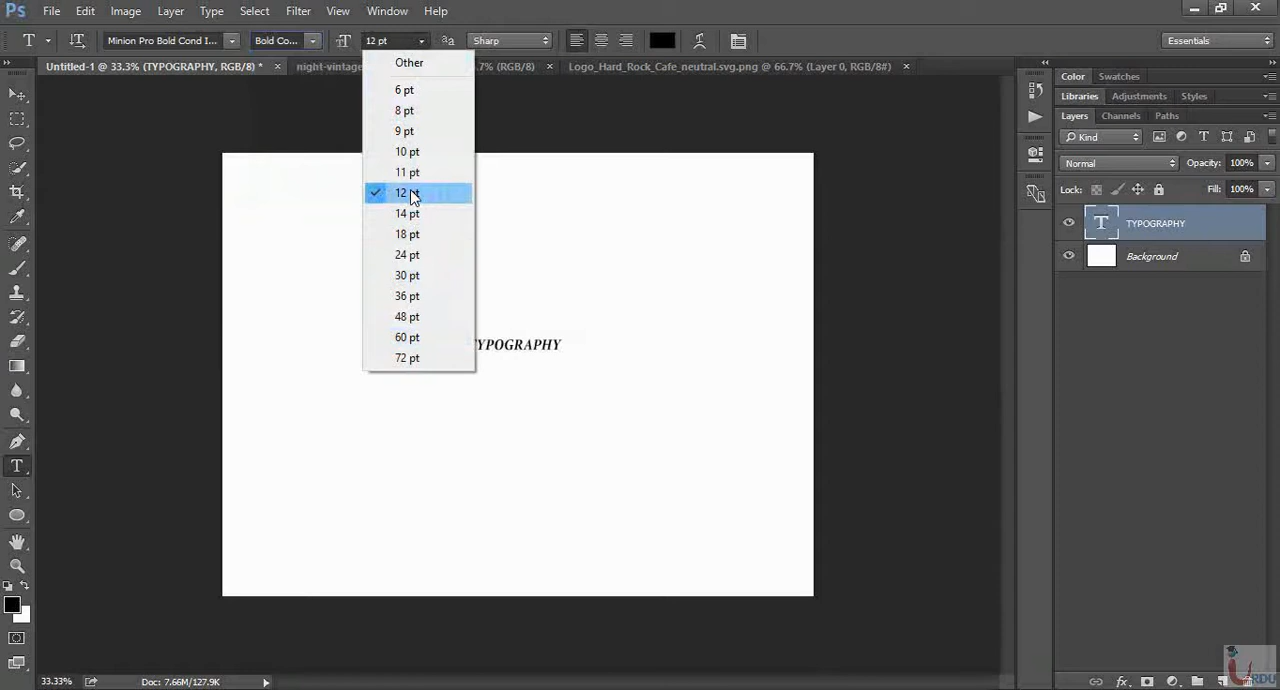 Ps File Edit Image Layer Type Select Filter View Window Help
T Minion Pro Bold Cond I... Bold Co... 12 pt aa Sharp Essentials
Untitled-1 @ 33.3% (TYPOGRAPHY, RGB/8) * × night-vintage .7% (RGB/8) × Logo_Hard_Rock_Cafe_neutral.svg.png @ 66.7% (Layer 0, RGB/8#) ×
Other
6 pt
8 pt
9 pt
10 pt
11 pt
12 pt
14 pt
18 pt
24 pt
30 pt
36 pt
48 pt
60 pt
72 pt
TYPOGRAPHY
Color Swatches
Libraries Adjustments Styles
Layers Channels Paths
Kind
Normal Opacity: 100%
Lock: Fill: 100%
T TYPOGRAPHY
Background
33.33% Doc: 7.66M/127.9K
URDU